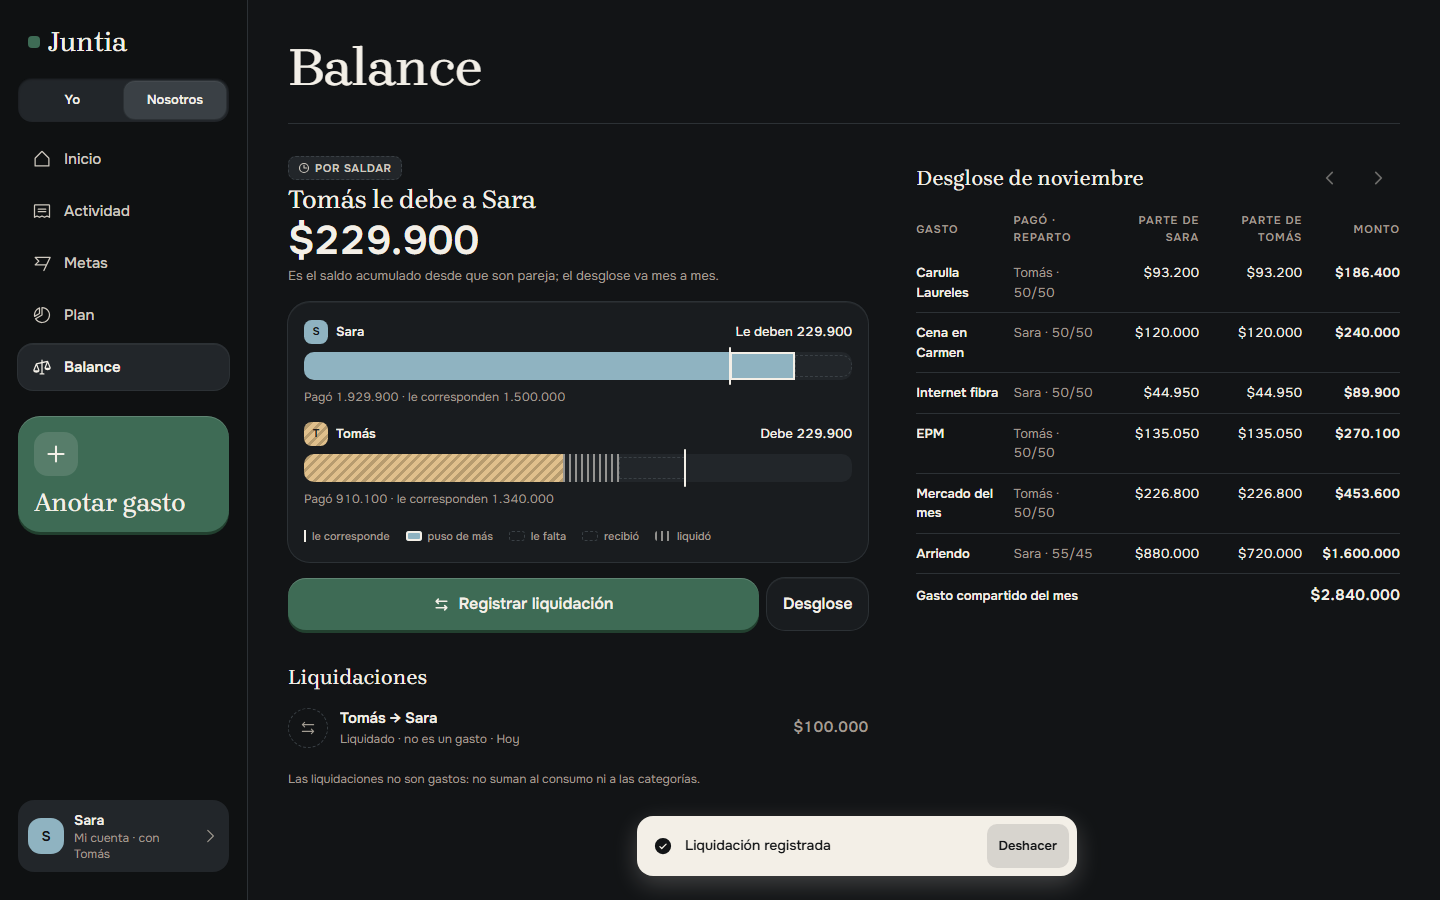 Juntia
Yo
Nosotros
Inicio
Actividad
Metas
Plan
Balance
Anotar gasto
S
Sara
Mi cuenta · con
Tomás
Balance
POR SALDAR
Tomás le debe a Sara
$229.900
Es el saldo acumulado desde que son pareja; el desglose va mes a mes.
S Sara Le deben 229.900
Pagó 1.929.900 · le corresponden 1.500.000
T Tomás Debe 229.900
Pagó 910.100 · le corresponden 1.340.000
le corresponde puso de más le falta recibió liquidó
Registrar liquidación
Desglose
Liquidaciones
Tomás → Sara $100.000
Liquidado · no es un gasto · Hoy
Las liquidaciones no son gastos: no suman al consumo ni a las categorías.
Desglose de noviembre
GASTO PAGÓ · REPARTO PARTE DE SARA PARTE DE TOMÁS MONTO
Carulla Laureles Tomás · 50/50 $93.200 $93.200 $186.400
Cena en Carmen Sara · 50/50 $120.000 $120.000 $240.000
Internet fibra Sara · 50/50 $44.950 $44.950 $89.900
EPM Tomás · 50/50 $135.050 $135.050 $270.100
Mercado del mes Tomás · 50/50 $226.800 $226.800 $453.600
Arriendo Sara · 55/45 $880.000 $720.000 $1.600.000
Gasto compartido del mes $2.840.000
Liquidación registrada
Deshacer